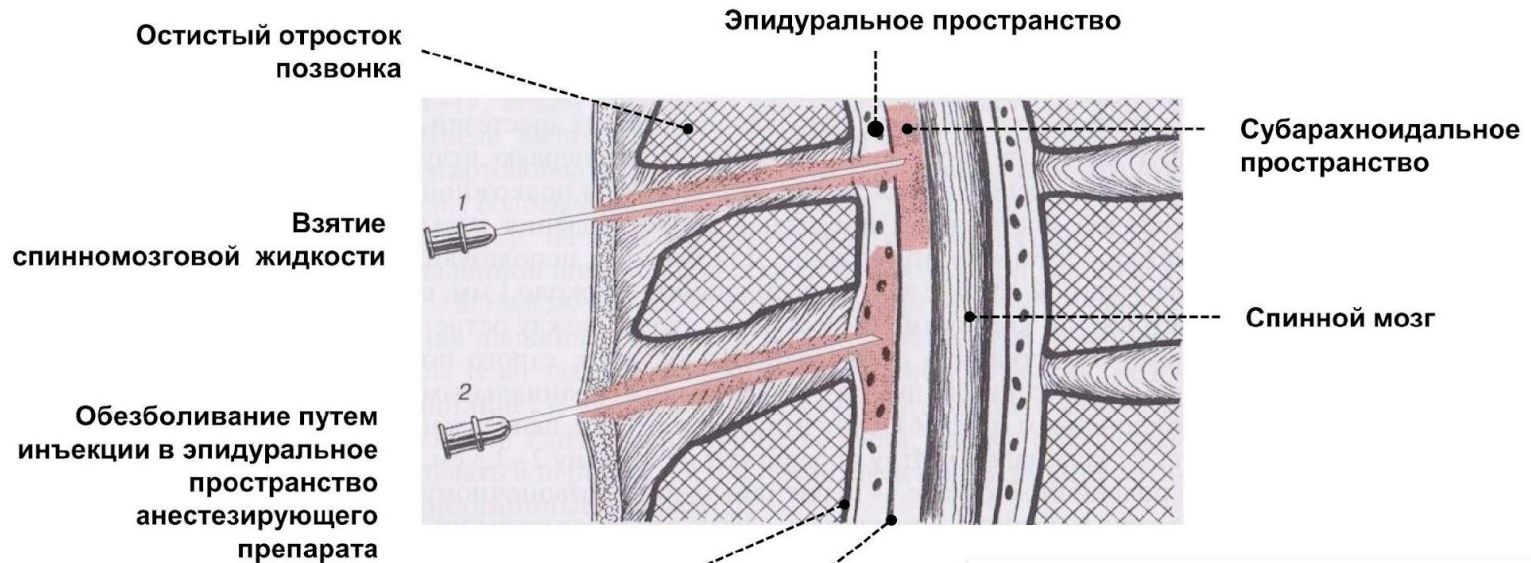 Эпидуральное пространство
Остистый отросток
позвонка
Субарахноидальное
пространство
1
Взятие
спинномозговой жидкости
Спинной мозг
2
Обезболивание путем
инъекции в эпидуральное
пространство
анестезирующего
препарата